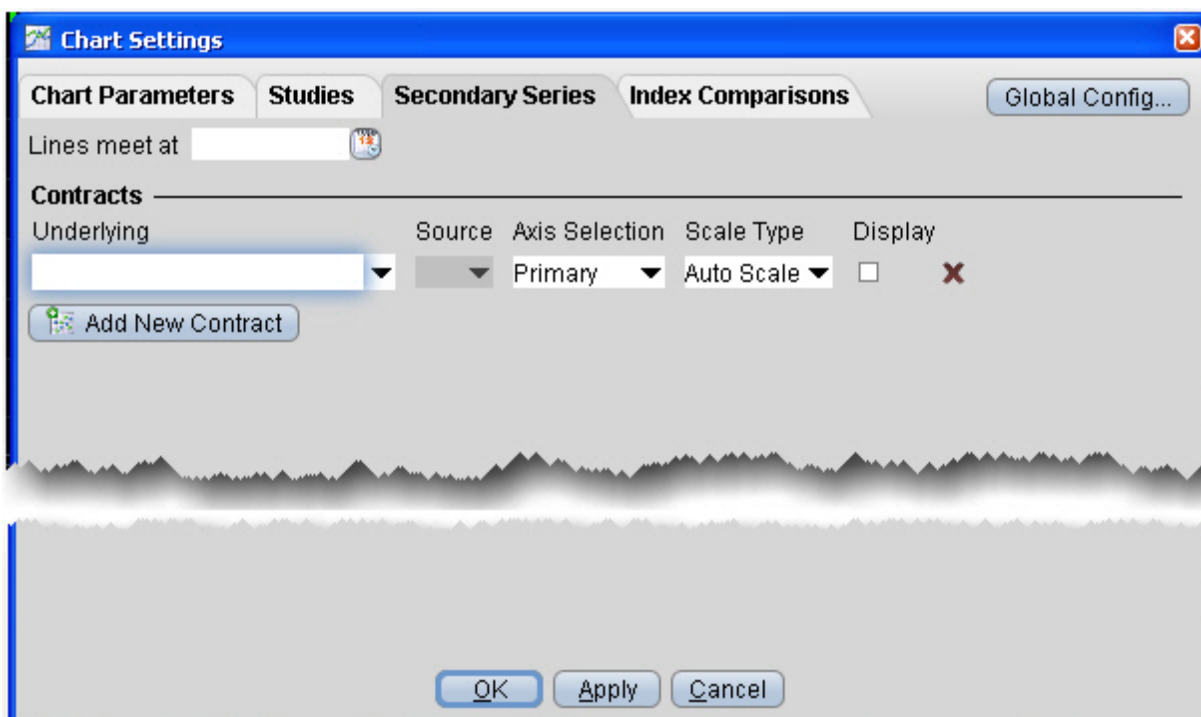 Chart Settings
Chart Parameters Studies Secondary Series Index Comparisons Global Config...
Lines meet at
Contracts
Underlying Source Axis Selection Scale Type Display
Primary Auto Scale
Add New Contract
OK Apply Cancel